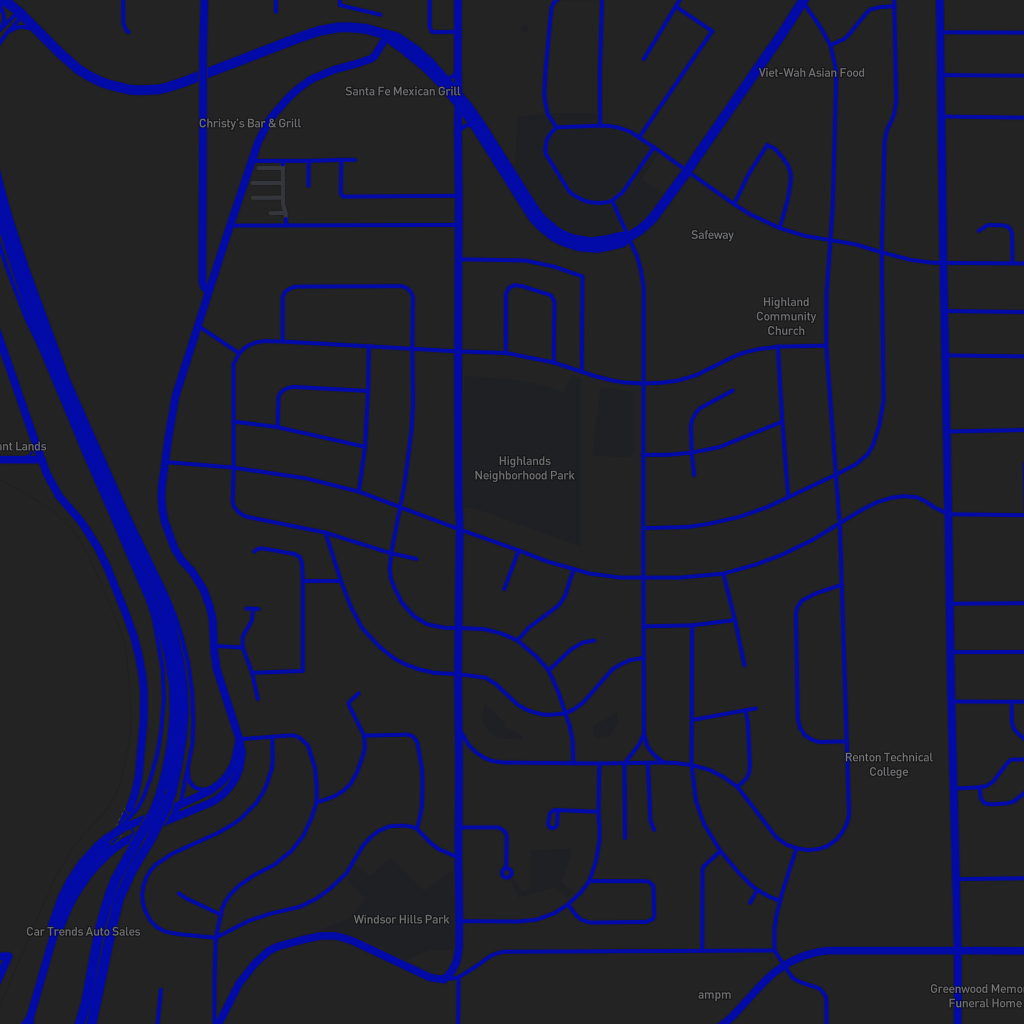 Viet-Wah Asian Food
Santa Fe Mexican Grill
Christy's Bar & Grill
Safeway
Highland
Community
Church
ant Lands
Highlands
Neighborhood Park
Renton Technical
College
Windsor Hills Park
Car Trends Auto Sales
ampm
Greenwood Memo
Funeral Home